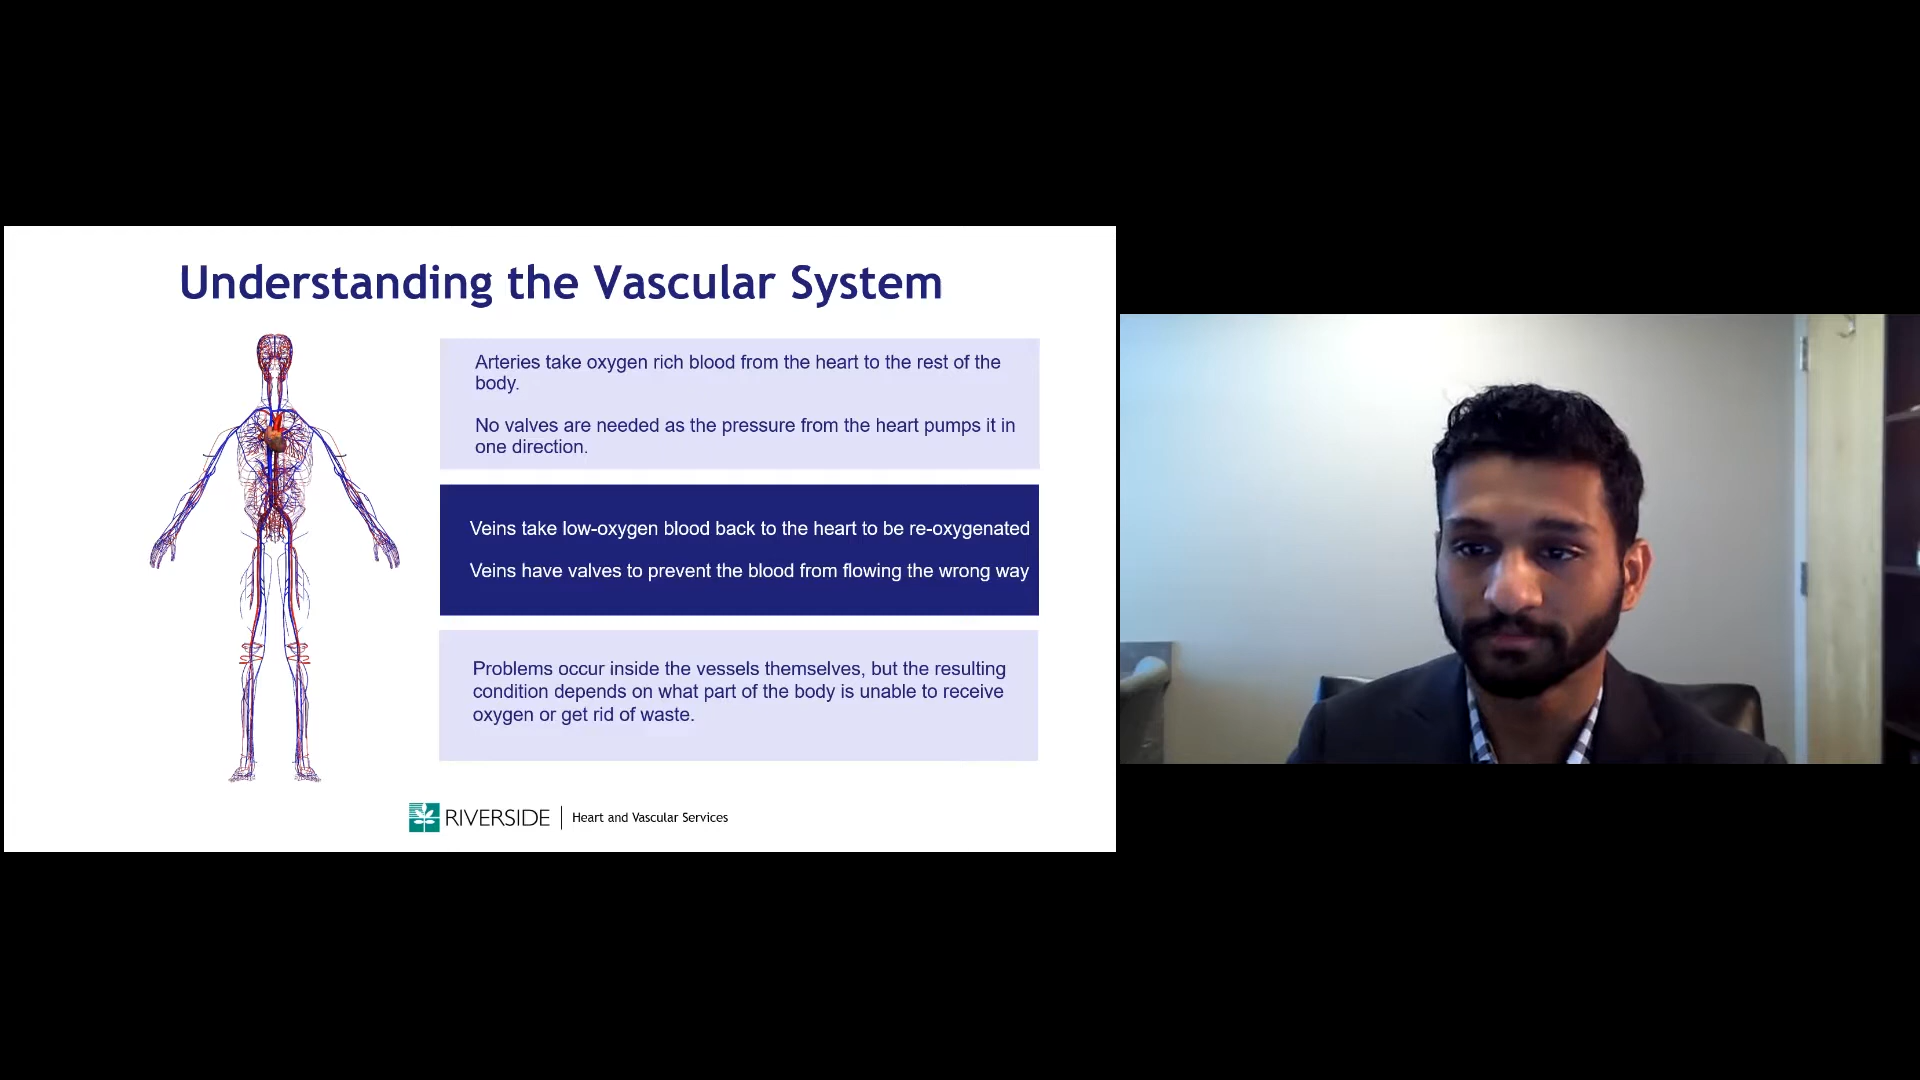 Understanding the Vascular System
Arteries take oxygen rich blood from the heart to the rest of the
body.
No valves are needed as the pressure from the heart pumps it in
one direction.
Veins take low-oxygen blood back to the heart to be re-oxygenated
Veins have valves to prevent the blood from flowing the wrong way
Problems occur inside the vessels themselves, but the resulting
condition depends on what part of the body is unable to receive
oxygen or get rid of waste.
RIVERSIDE | Heart and Vascular Services